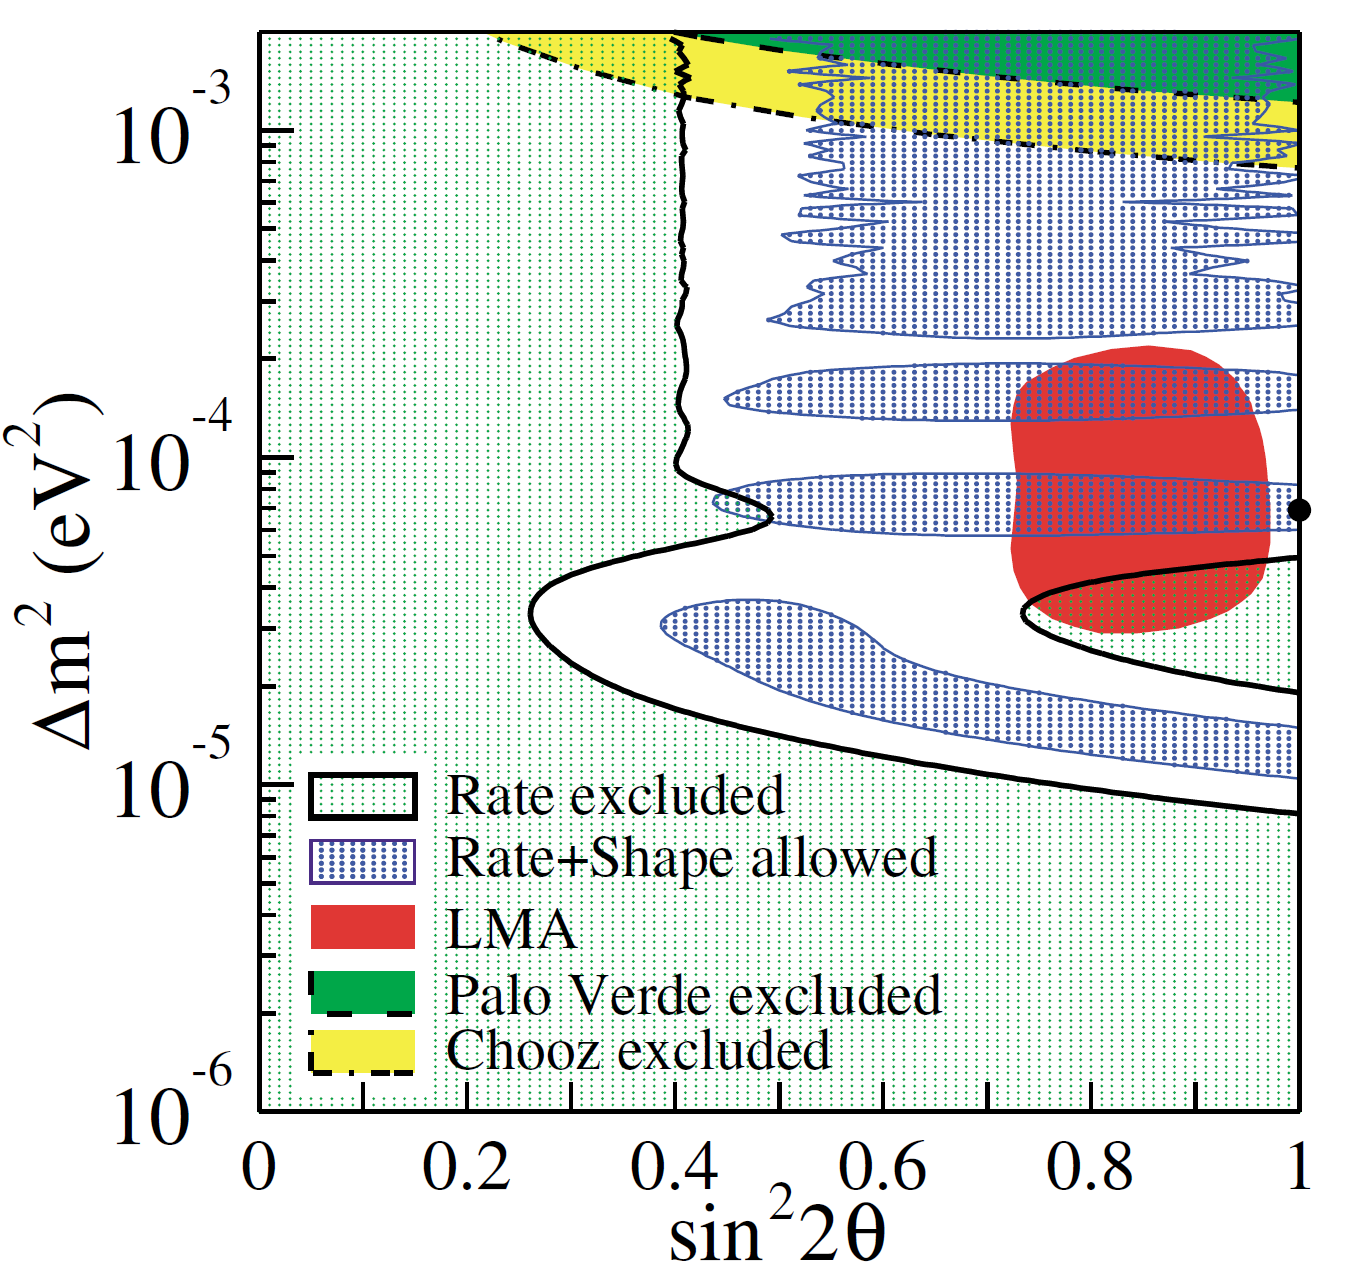 10^-3
10^-4
10^-5
10^-6
Δm^2 (eV^2)
Rate excluded
Rate+Shape allowed
LMA
Palo Verde excluded
Chooz excluded
0 0.2 0.4 0.6 0.8 1
sin^2 2θ